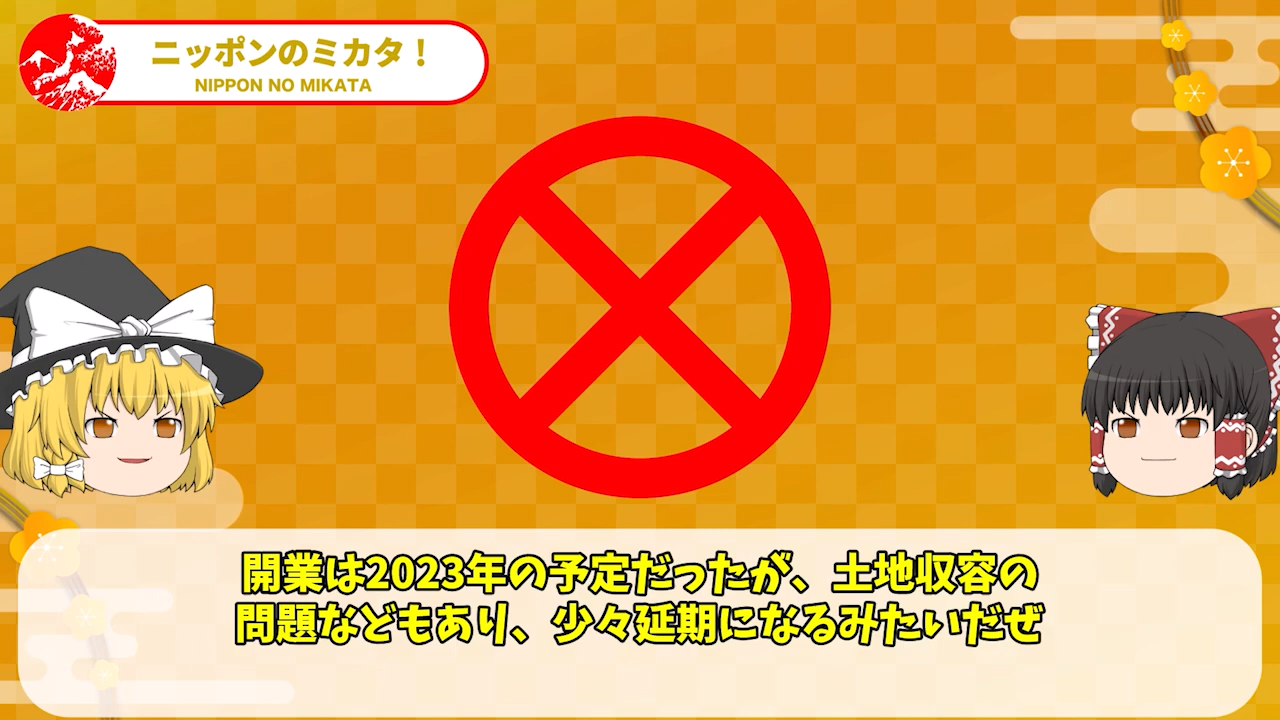 ニッポンのミカタ！
NIPPON NO MIKATA
開業は2023年の予定だったが、土地収容の
問題などもあり、少々延期になるみたいだぜ